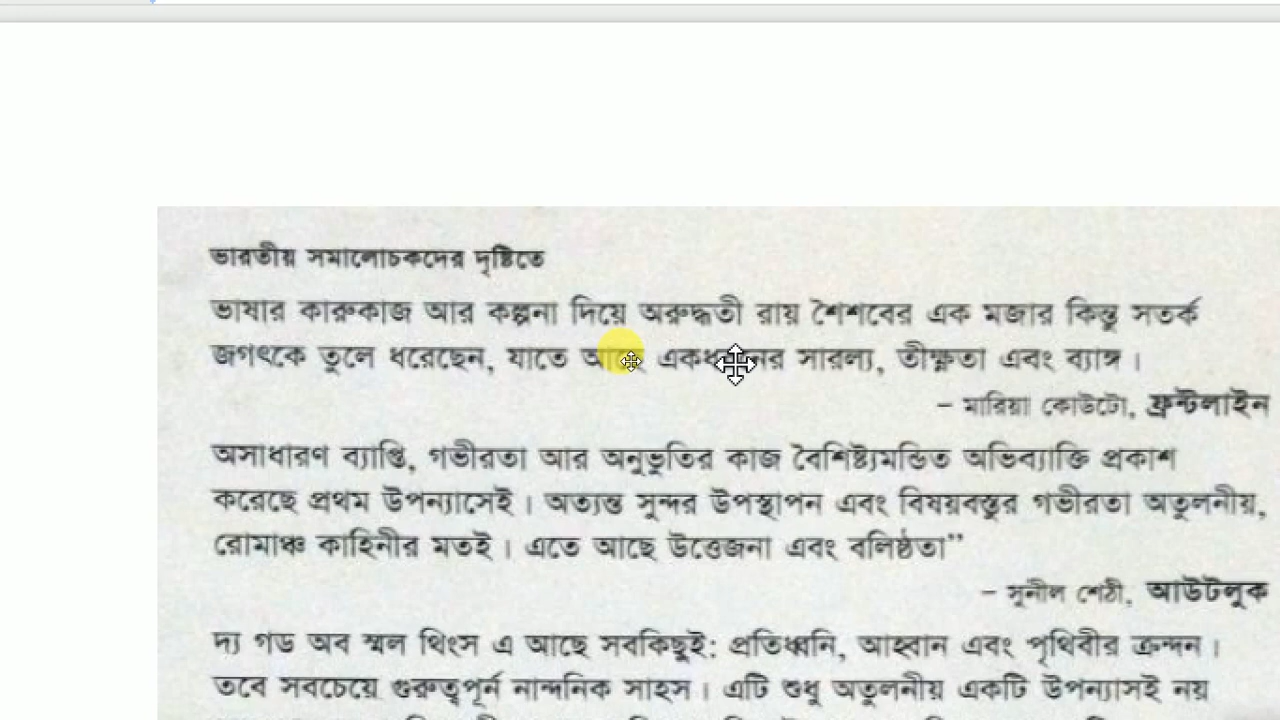 ভারতীয় সমালোচকদের দৃষ্টিতে
ভাষার কারুকাজ আর কল্পনা দিয়ে অরুন্ধতী রায় শৈশবের এক মজার কিন্তু সতর্ক
জগৎকে তুলে ধরেছেন, যাতে আছে একধরনের সারল্য, তীক্ষ্ণতা এবং ব্যাঙ্গ।
– মারিয়া কোউটো, ফ্রন্টলাইন
অসাধারণ ব্যাপ্তি, গভীরতা আর অনুভূতির কাজ বৈশিষ্ট্যমন্ডিত অভিব্যাক্তি প্রকাশ
করেছে প্রথম উপন্যাসেই। অত্যন্ত সুন্দর উপস্থাপন এবং বিষয়বস্তুর গভীরতা অতুলনীয়,
রোমাঞ্চ কাহিনীর মতই। এতে আছে উত্তেজনা এবং বলিষ্ঠতা”
– সুনীল শেঠী, আউটলুক
দ্য গড অব স্মল থিংস এ আছে সবকিছুই: প্রতিধ্বনি, আহ্বান এবং পৃথিবীর ক্রন্দন।
তবে সবচেয়ে গুরুত্বপূর্ন নান্দনিক সাহস। এটি শুধু অতুলনীয় একটি উপন্যাসই নয়